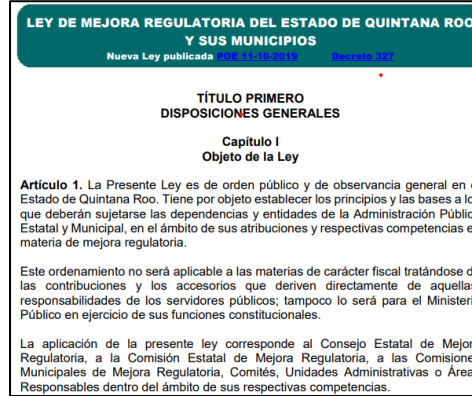 LEY DE MEJORA REGULATORIA DEL ESTADO DE QUINTANA ROO
Y SUS MUNICIPIOS
Nueva Ley publicada POE 11-10-2019 Decreto 327
TÍTULO PRIMERO
DISPOSICIONES GENERALES
Capítulo I
Objeto de la Ley
Artículo 1. La Presente Ley es de orden público y de observancia general en e
Estado de Quintana Roo. Tiene por objeto establecer los principios y las bases a lo
que deberán sujetarse las dependencias y entidades de la Administración Públic
Estatal y Municipal, en el ámbito de sus atribuciones y respectivas competencias e
materia de mejora regulatoria.
Este ordenamiento no será aplicable a las materias de carácter fiscal tratándose d
las contribuciones y los accesorios que deriven directamente de aquellas
responsabilidades de los servidores públicos; tampoco lo será para el Ministeri
Público en ejercicio de sus funciones constitucionales.
La aplicación de la presente ley corresponde al Consejo Estatal de Mejor
Regulatoria, a la Comisión Estatal de Mejora Regulatoria, a las Comisione
Municipales de Mejora Regulatoria, Comités, Unidades Administrativas o Área
Responsables dentro del ámbito de sus respectivas competencias.